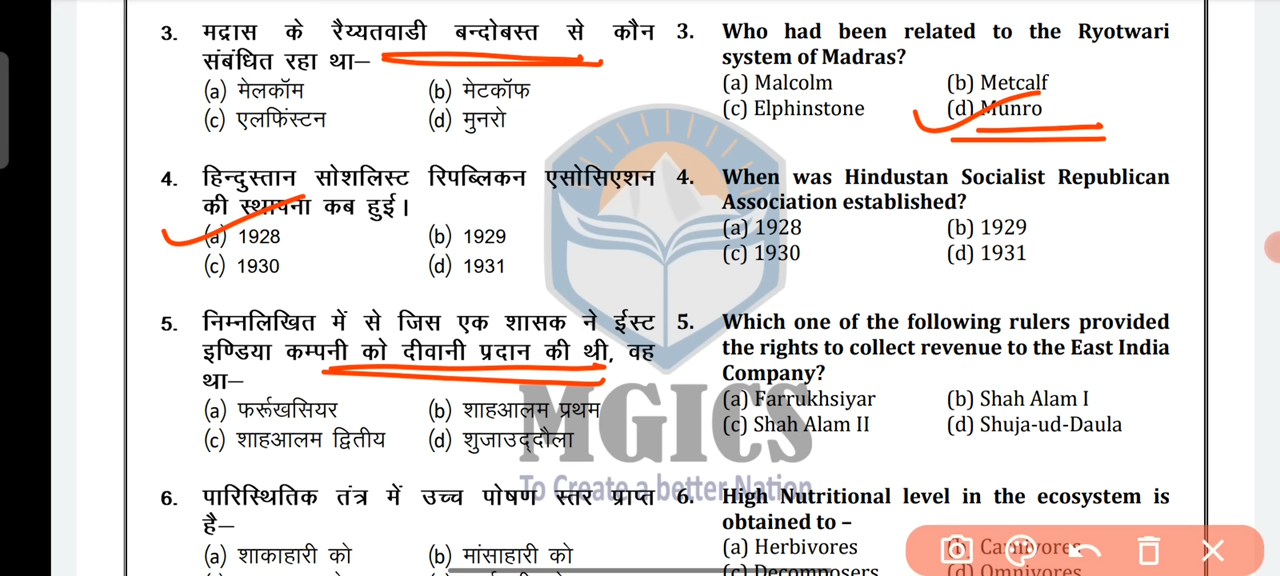 3. मद्रास के रैय्यतवाडी बन्दोबस्त से कौन
संबंधित रहा था–
(a) मेलकॉम (b) मेटकॉफ
(c) एलफिंस्टन (d) मुनरो
4. हिन्दुस्तान सोशलिस्ट रिपब्लिकन एसोसिएशन
की स्थापना कब हुई।
(a) 1928 (b) 1929
(c) 1930 (d) 1931
5. निम्नलिखित में से जिस एक शासक ने ईस्ट
इण्डिया कम्पनी को दीवानी प्रदान की थी, वह
था–
(a) फर्रूखसियर (b) शाहआलम प्रथम
(c) शाहआलम द्वितीय (d) शुजाउद्दौला
6. पारिस्थितिक तंत्र में उच्च पोषण स्तर प्राप्त
है–
(a) शाकाहारी को (b) मांसाहारी को
3. Who had been related to the Ryotwari
system of Madras?
(a) Malcolm (b) Metcalf
(c) Elphinstone (d) Munro
4. When was Hindustan Socialist Republican
Association established?
(a) 1928 (b) 1929
(c) 1930 (d) 1931
5. Which one of the following rulers provided
the rights to collect revenue to the East India
Company?
(a) Farrukhsiyar (b) Shah Alam I
(c) Shah Alam II (d) Shuja-ud-Daula
6. High Nutritional level in the ecosystem is
obtained to –
(a) Herbivores (b) Carnivores
(c) Decomposers (d) Omnivores
MGICS
To Create a better Nation